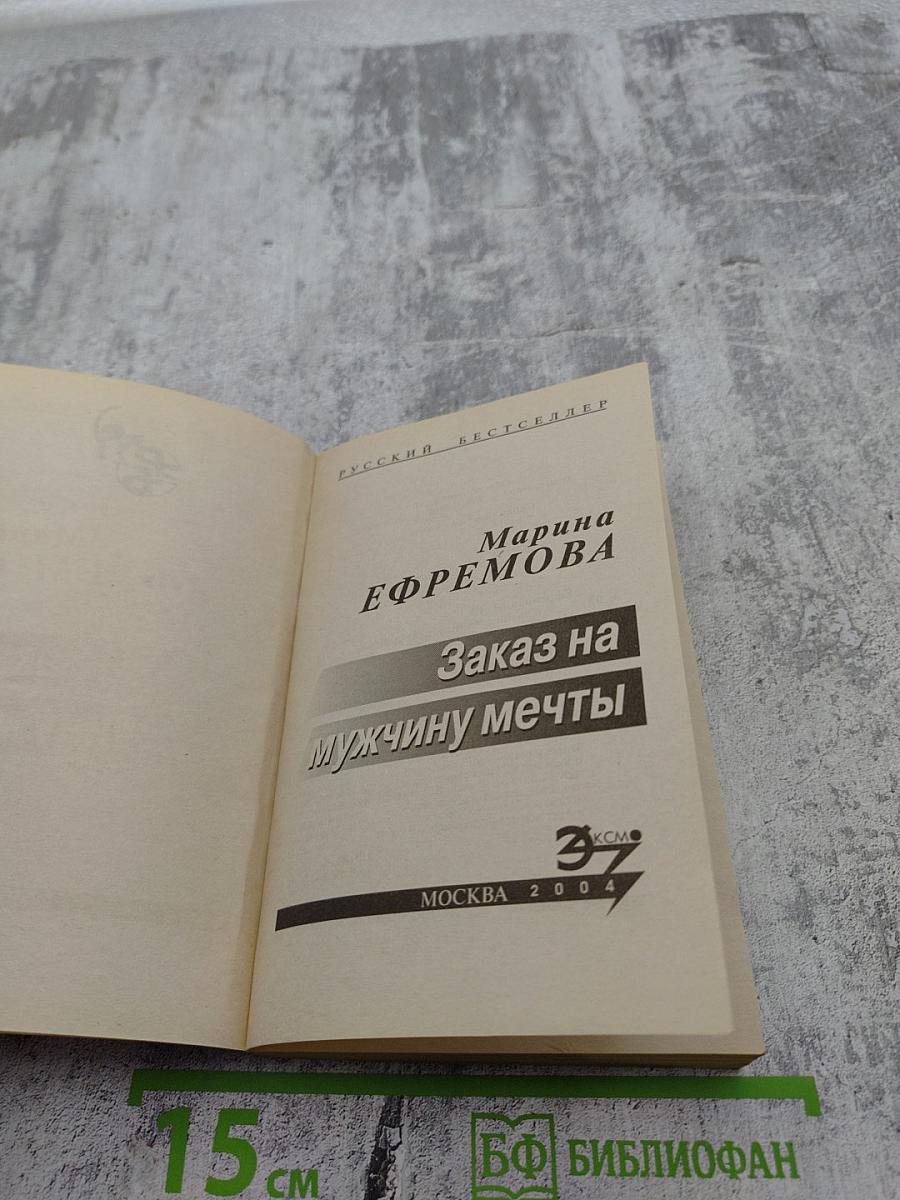 РУССКИЙ БЕСТСЕЛЛЕР
Марина
ЕФРЕМОВА
Заказ на
мужчину мечты
ЭКСМО
МОСКВА 2004
15 см
БФ БИБЛИОФАН